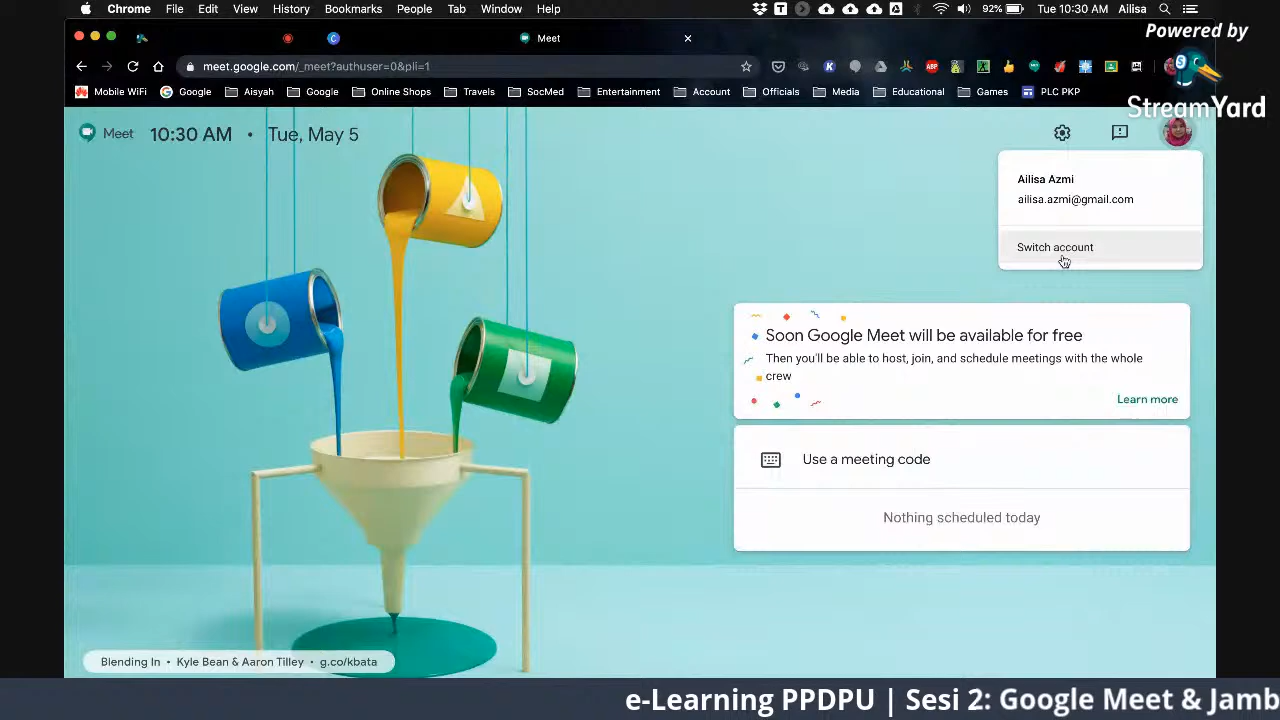 Chrome File Edit View History Bookmarks People Tab Window Help
92% Tue 10:30 AM Ailisa
Powered by
StreamYard
Meet
meet.google.com/_meet?authuser=0&pli=1
Mobile WiFi Google Aisyah Google Online Shops Travels SocMed Entertainment Account Officials Media Educational Games PLC PKP
Meet 10:30 AM • Tue, May 5
Ailisa Azmi
ailisa.azmi@gmail.com
Switch account
Soon Google Meet will be available for free
Then you'll be able to host, join, and schedule meetings with the whole
crew
Learn more
Use a meeting code
Nothing scheduled today
Blending In • Kyle Bean & Aaron Tilley • g.co/kbata
e-Learning PPDPU | Sesi 2: Google Meet & Jamb